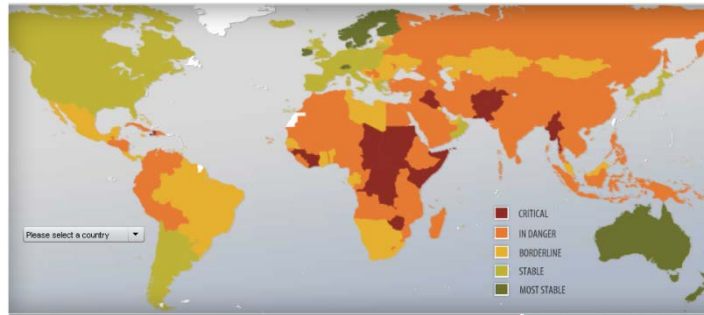 Please select a country
CRITICAL
IN DANGER
BORDERLINE
STABLE
MOST STABLE